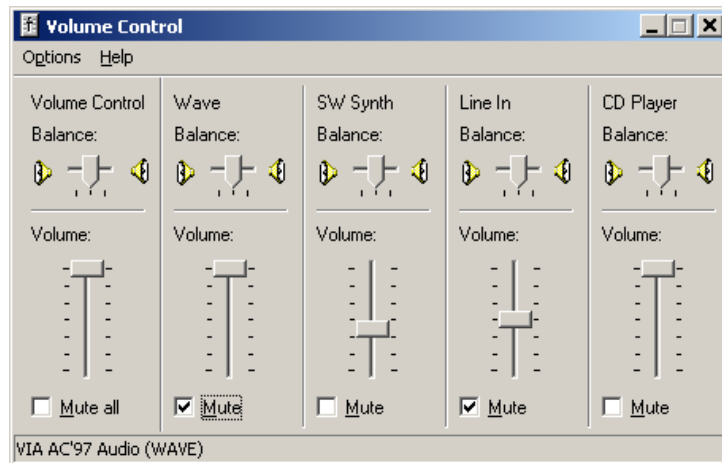 Volume Control
Options Help
Volume Control Wave SW Synth Line In CD Player
Balance: Balance: Balance: Balance: Balance:
Volume: Volume: Volume: Volume: Volume:
Mute all Mute Mute Mute Mute
VIA AC'97 Audio (WAVE)